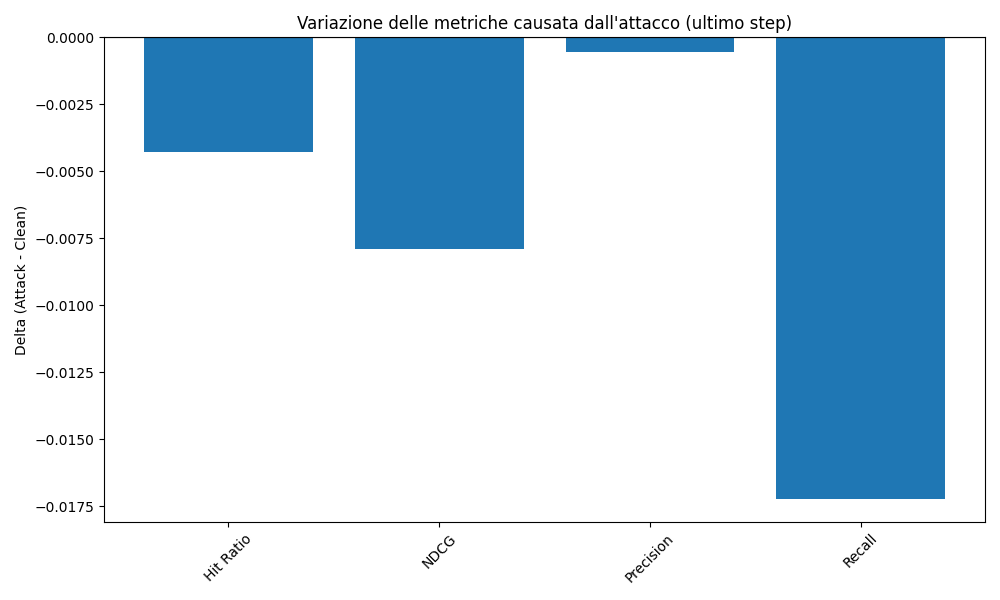 Variazione delle metriche causata dall'attacco (ultimo step)
Delta (Attack - Clean)
0.0000
−0.0025
−0.0050
−0.0075
−0.0100
−0.0125
−0.0150
−0.0175
Hit Ratio
NDCG
Precision
Recall